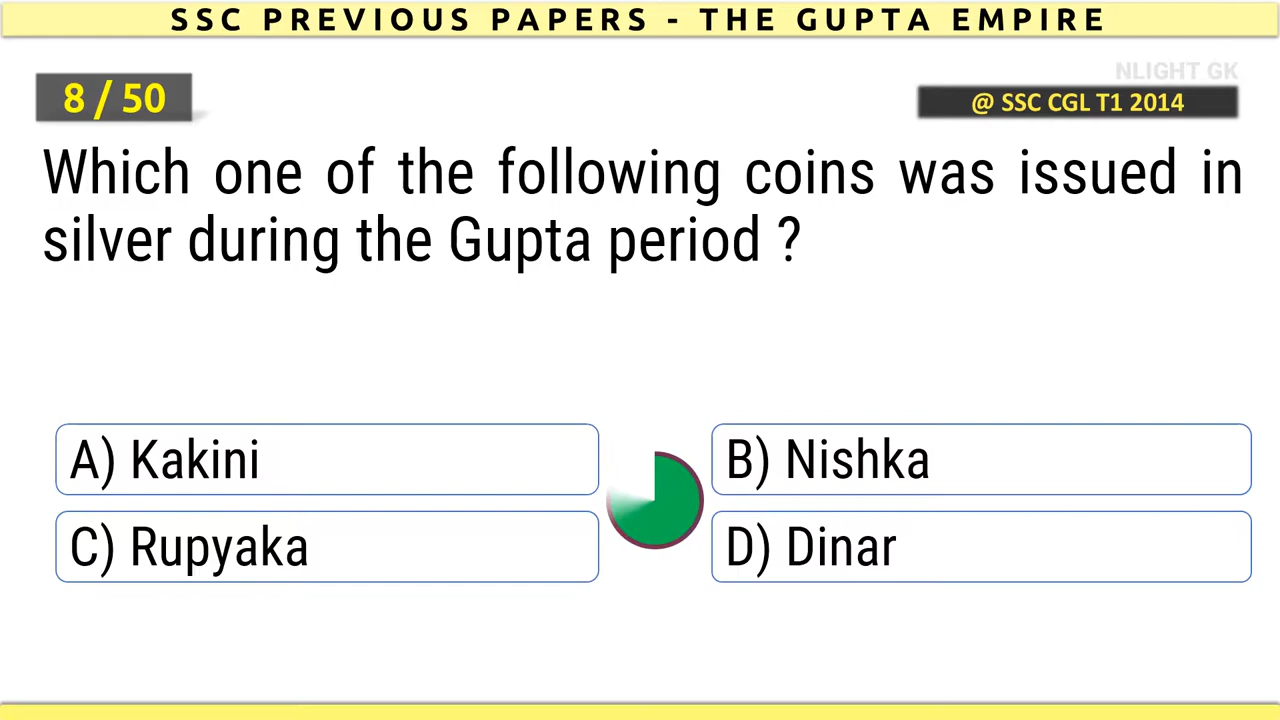 SSC PREVIOUS PAPERS - THE GUPTA EMPIRE
NLIGHT GK
8 / 50
@ SSC CGL T1 2014
Which one of the following coins was issued in
silver during the Gupta period ?
A) Kakini
B) Nishka
C) Rupyaka
D) Dinar